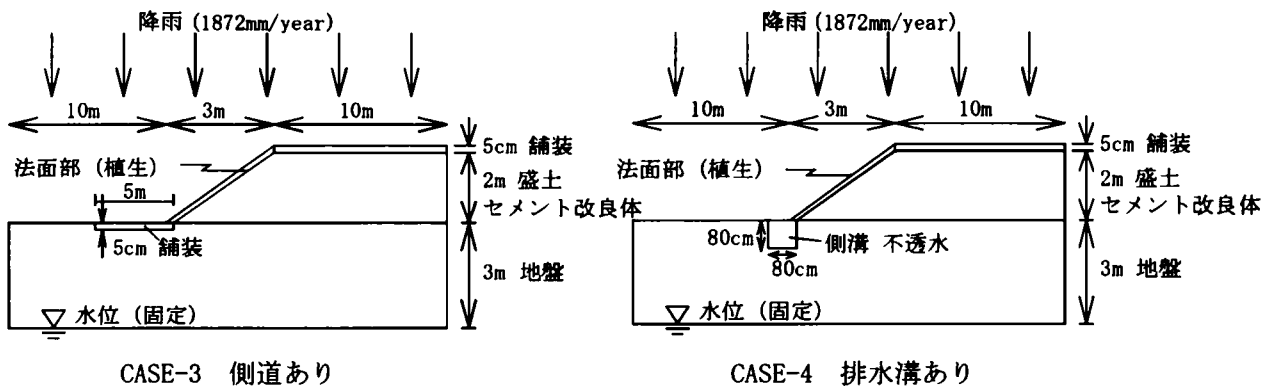 降雨 (1872mm/year)
10m
3m
10m
5cm 舗装
法面部 (植生)
5m
2m 盛土
セメント改良体
5cm 舗装
3m 地盤
水位 (固定)
CASE-3 側道あり
降雨 (1872mm/year)
10m
3m
10m
5cm 舗装
法面部 (植生)
2m 盛土
セメント改良体
80cm
側溝 不透水
80cm
3m 地盤
水位 (固定)
CASE-4 排水溝あり